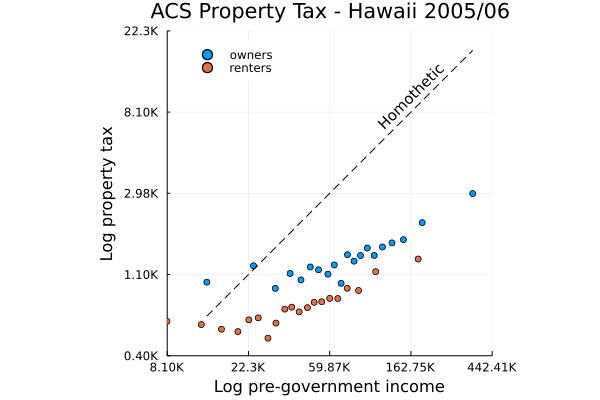 ACS Property Tax - Hawaii 2005/06
22.3K
owners
renters
Homothetic
8.10K
Log property tax
2.98K
1.10K
0.40K
8.10K 22.3K 59.87K 162.75K 442.41K
Log pre-government income